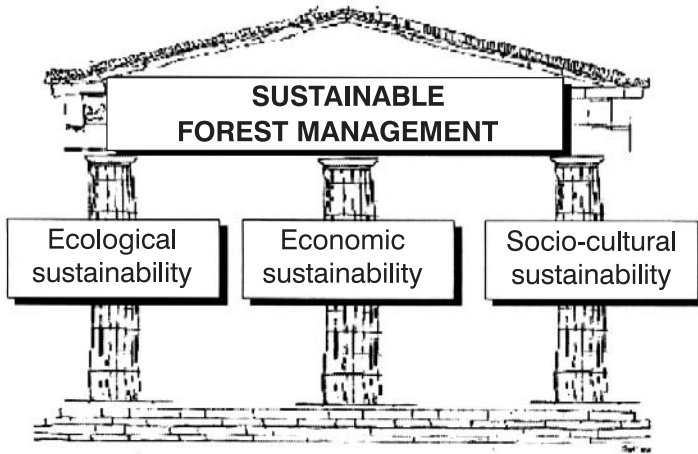 SUSTAINABLE
FOREST MANAGEMENT
Ecological
sustainability
Economic
sustainability
Socio-cultural
sustainability